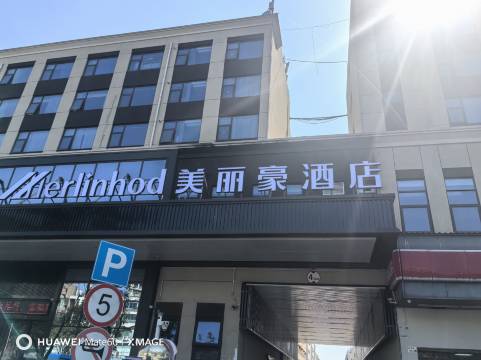 Merlinhod 美丽豪酒店
P
5
HUAWEI Mate60 | XMAGE